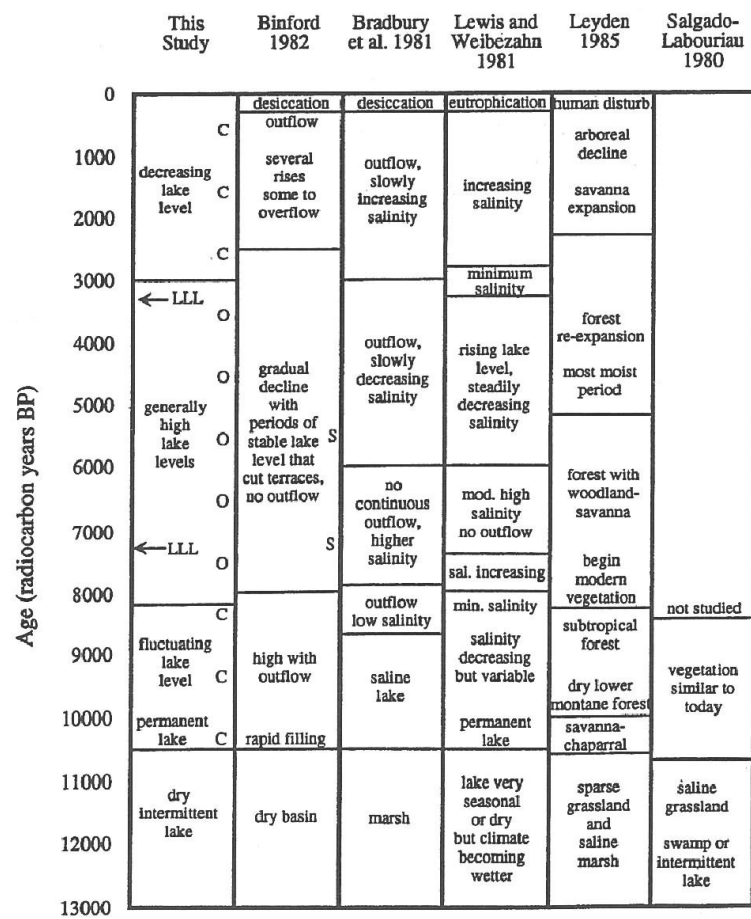 This
Study
Binford
1982
Bradbury
et al. 1981
Lewis and
Weibezahn
1981
Leyden
1985
Salgado-
Labouriau
1980
Age (radiocarbon years BP)
0
1000
2000
3000
4000
5000
6000
7000
8000
9000
10000
11000
12000
13000
C
decreasing
lake
level
C
C
← LLL
O
O
generally
high
lake
levels
O
O
← LLL
O
C
fluctuating
lake
level
C
permanent
lake
C
dry
intermittent
lake
desiccation
outflow
several
rises
some to
overflow
gradual
decline
with
periods of
stable lake
level that
cut terraces,
no outflow
S
S
high with
outflow
rapid filling
dry basin
desiccation
outflow,
slowly
increasing
salinity
outflow,
slowly
decreasing
salinity
no
continuous
outflow,
higher
salinity
outflow
low salinity
saline
lake
marsh
eutrophication
increasing
salinity
minimum
salinity
rising lake
level,
steadily
decreasing
salinity
mod. high
salinity
no outflow
sal. increasing
min. salinity
salinity
decreasing
but variable
permanent
lake
lake very
seasonal
or dry
but climate
becoming
wetter
human disturb.
arboreal
decline
savanna
expansion
forest
re-expansion
most moist
period
forest with
woodland-
savanna
begin
modern
vegetation
subtropical
forest
dry lower
montane forest
savanna-
chaparral
sparse
grassland
and
saline
marsh
not studied
vegetation
similar to
today
saline
grassland
swamp or
intermittent
lake